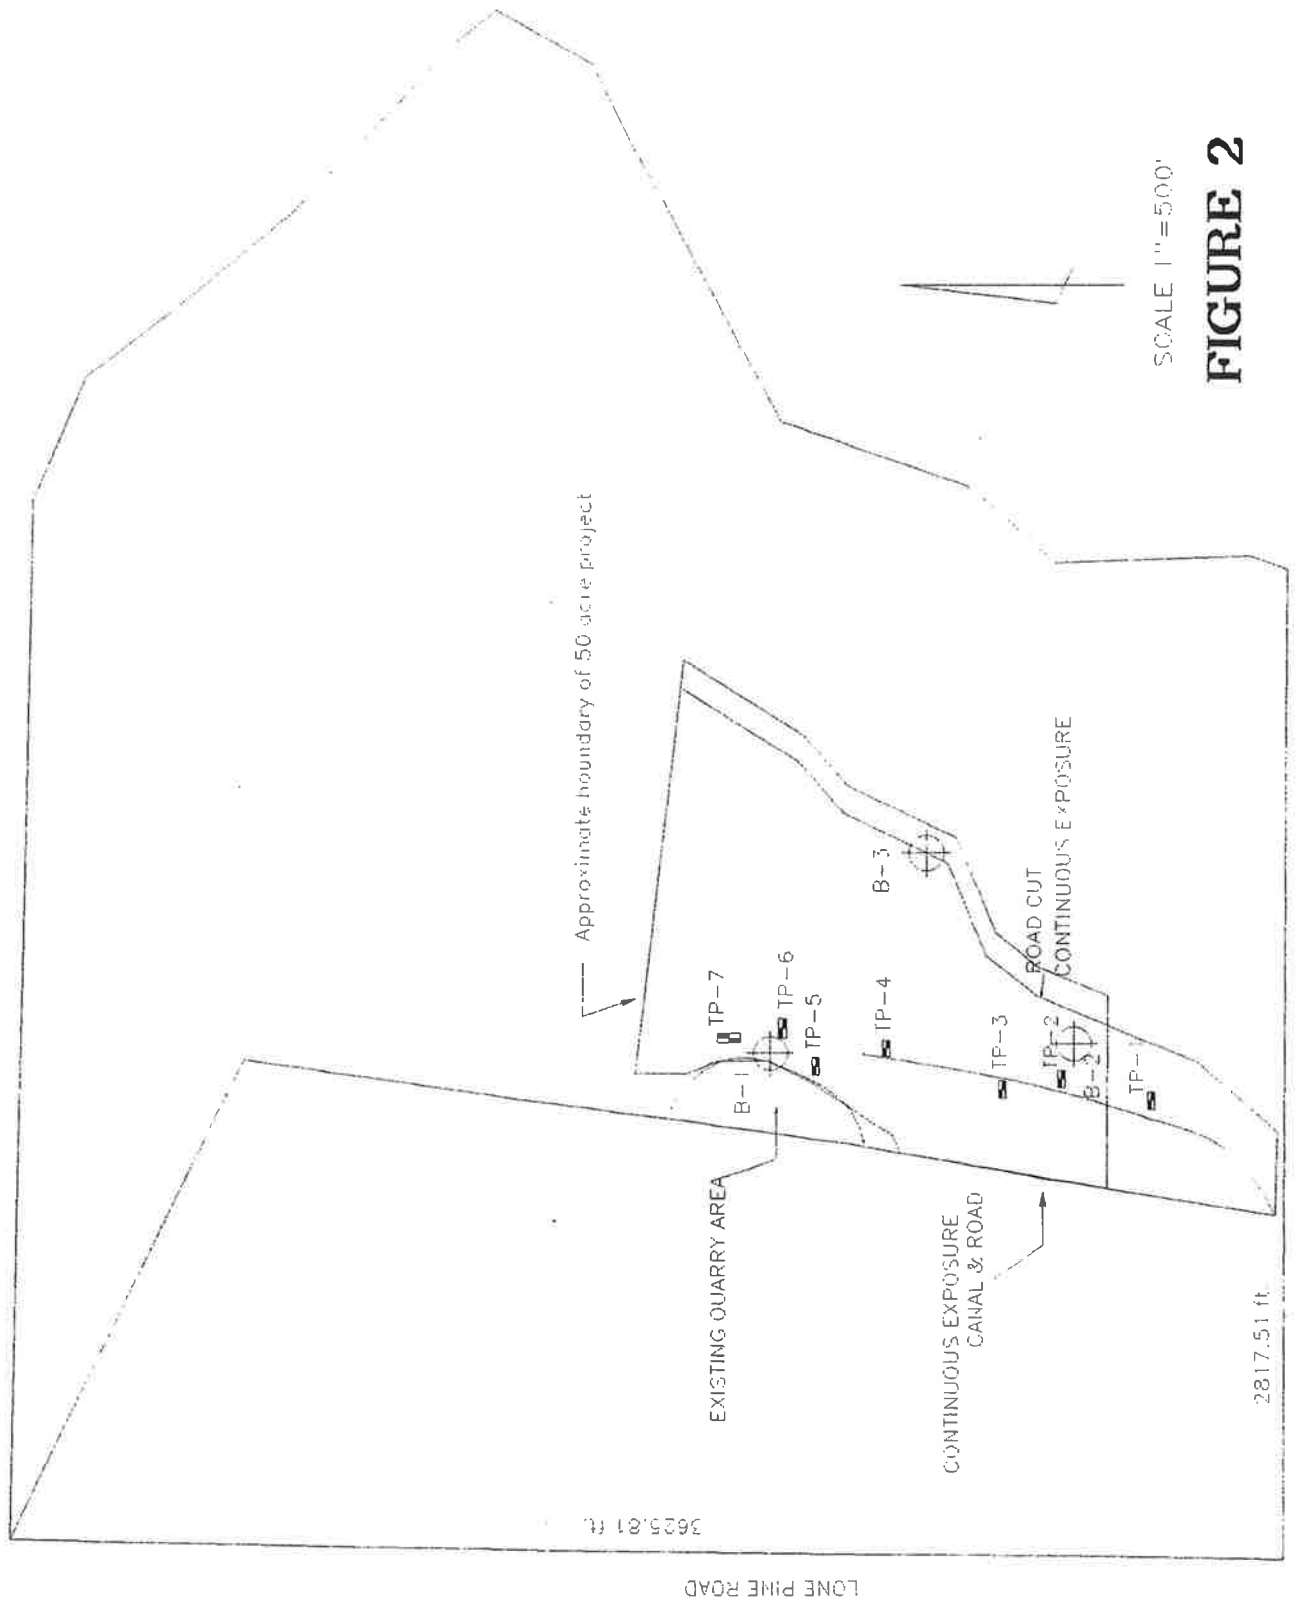 Approximate boundary of 50 acre project
TP-7
TP-6
TP-5
TP-4
TP-3
TP-2
TP-1
B-1
B-2
B-3
ROAD CUT
CONTINUOUS EXPOSURE
EXISTING QUARRY AREA
CONTINUOUS EXPOSURE
CANAL & ROAD
3625.81 ft.
LONE PINE ROAD
2817.51 ft.
SCALE 1"=500'
FIGURE 2